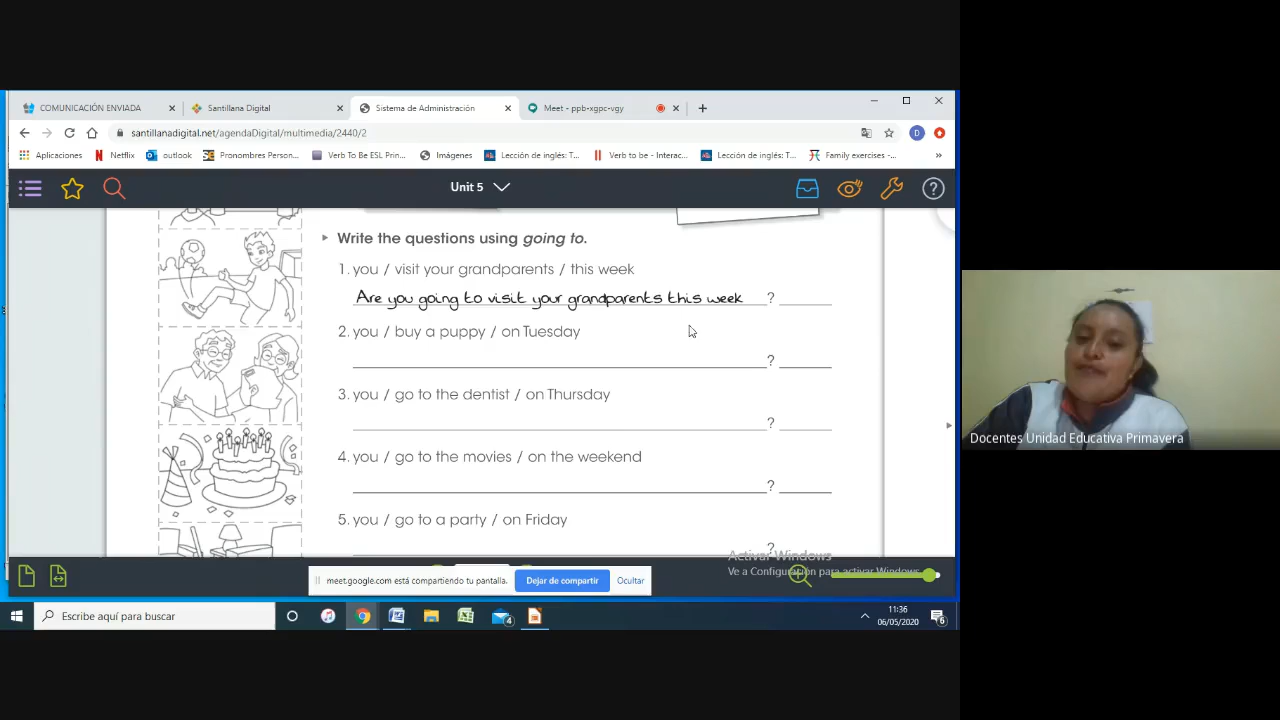 COMUNICACIÓN ENVIADA
Santillana Digital
Sistema de Administración
Meet - ppb-xgpc-vgy
santillanadigital.net/agendaDigital/multimedia/2440/2
D
Aplicaciones
Netflix
outlook
Pronombres Person...
Verb To Be ESL Prin...
Imágenes
Lección de inglés: T...
Verb to be - Interac...
Lección de inglés: T...
Family exercises -...
»
Unit 5
Write the questions using going to.
1. you / visit your grandparents / this week
Are you going to visit your grandparents this week ?
2. you / buy a puppy / on Tuesday
?
3. you / go to the dentist / on Thursday
?
4. you / go to the movies / on the weekend
?
5. you / go to a party / on Friday
?
Activar Windows
Ve a Configuración para activar Windows.
meet.google.com está compartiendo tu pantalla.
Dejar de compartir
Ocultar
Escribe aquí para buscar
4
11:36
06/05/2020
6
Docentes Unidad Educativa Primavera